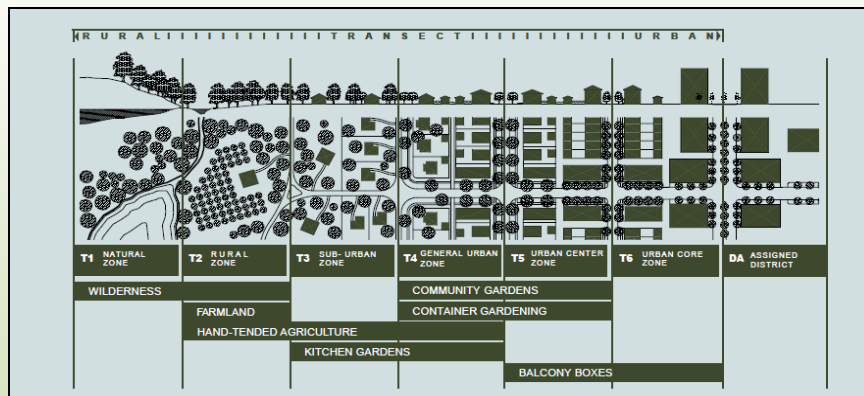 RURAL IIIIIIIIIIIII TRANSECT IIIIIIIIIIIII URBAN
T1 NATURAL ZONE
T2 RURAL ZONE
T3 SUB- URBAN ZONE
T4 GENERAL URBAN ZONE
T5 URBAN CENTER ZONE
T6 URBAN CORE ZONE
DA ASSIGNED DISTRICT
WILDERNESS
COMMUNITY GARDENS
FARMLAND
CONTAINER GARDENING
HAND-TENDED AGRICULTURE
KITCHEN GARDENS
BALCONY BOXES